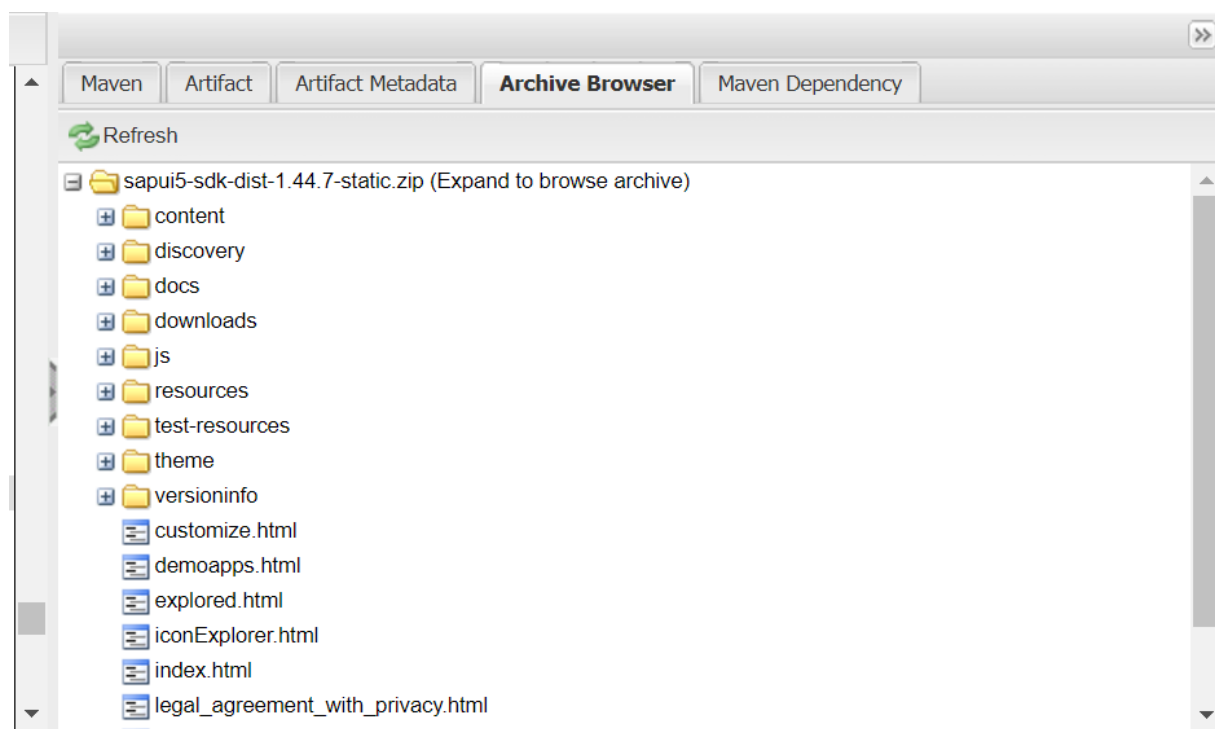 Maven Artifact Artifact Metadata Archive Browser Maven Dependency
Refresh
sapui5-sdk-dist-1.44.7-static.zip (Expand to browse archive)
content
discovery
docs
downloads
js
resources
test-resources
theme
versioninfo
customize.html
demoapps.html
explored.html
iconExplorer.html
index.html
legal_agreement_with_privacy.html